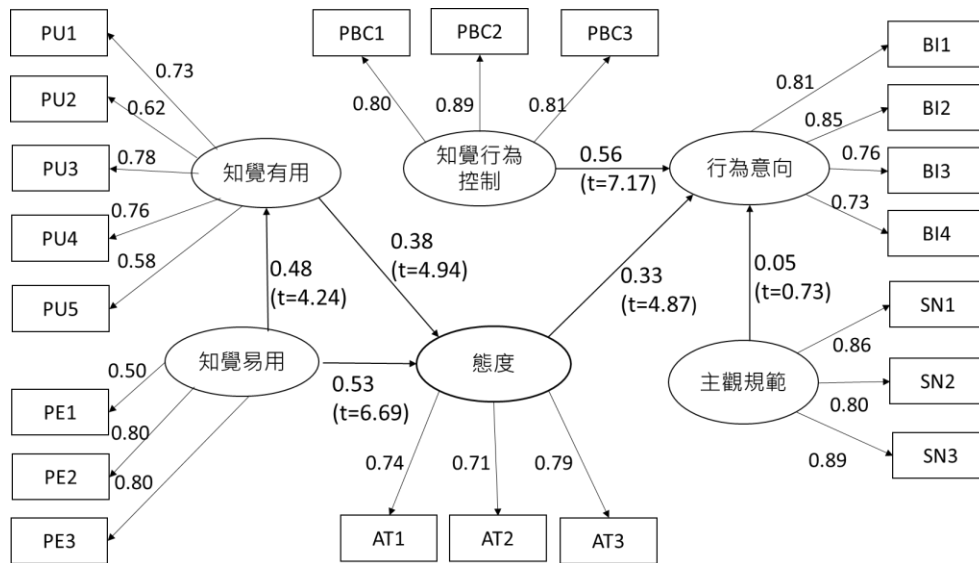 PU1
PU2
PU3
PU4
PU5
0.73
0.62
0.78
0.76
0.58
知覺有用
0.48
(t=4.24)
0.38
(t=4.94)
PBC1
PBC2
PBC3
0.80
0.89
0.81
知覺行為
控制
0.56
(t=7.17)
行為意向
0.81
0.85
0.76
0.73
BI1
BI2
BI3
BI4
0.33
(t=4.87)
0.05
(t=0.73)
知覺易用
0.50
0.80
0.80
PE1
PE2
PE3
0.53
(t=6.69)
態度
0.74
0.71
0.79
AT1
AT2
AT3
主觀規範
0.86
0.80
0.89
SN1
SN2
SN3